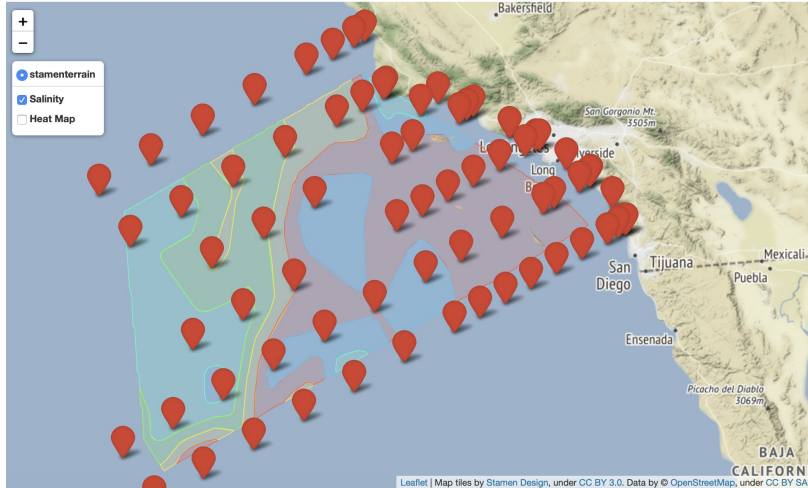 +
−
stamenterrain
Salinity
Heat Map
Bakersfield
San Gorgonio Mt.
3505m
Long
San
Diego
Tijuana
Mexicali
Puebla
Ensenada
Picacho del Diablo
3069m
BAJA
CALIFORN
Leaflet | Map tiles by Stamen Design, under CC BY 3.0. Data by © OpenStreetMap, under CC BY SA